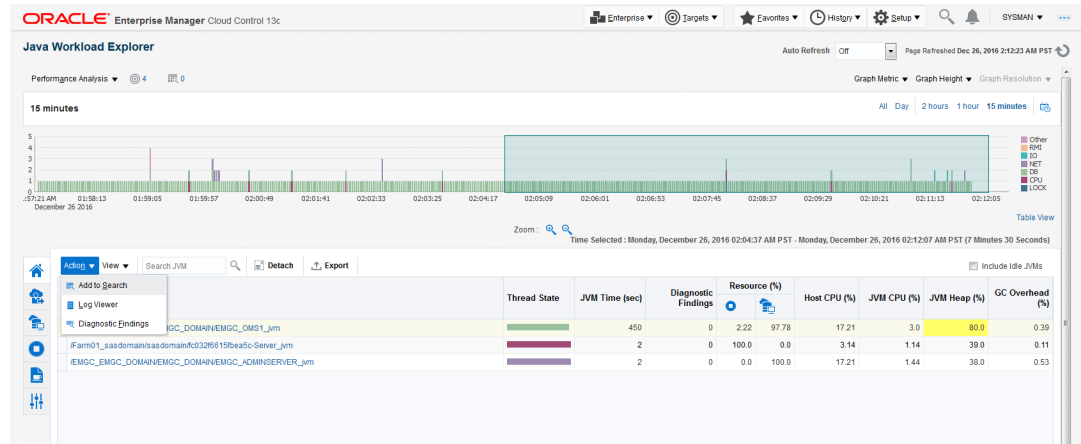 ORACLE® Enterprise Manager Cloud Control 13c
Enterprise ▼ Targets ▼ Favorites ▼ History ▼ Setup ▼ SYSMAN ▼
Java Workload Explorer
Auto Refresh Off Page Refreshed Dec 26, 2016 2:12:23 AM PST
Performance Analysis ▼ 4 0
Graph Metric ▼ Graph Height ▼ Graph Resolution ▼
15 minutes
All Day 2 hours 1 hour 15 minutes
5
4
3
2
1
0
Other
RMI
IO
NET
DB
CPU
LOCK
:57:21 AM 01:58:13 01:59:05 01:59:57 02:00:49 02:01:41 02:02:33 02:03:25 02:04:17 02:05:09 02:06:01 02:06:53 02:07:45 02:08:37 02:09:29 02:10:21 02:11:13 02:12:05
December 26 2016
Table View
Zoom :
Time Selected : Monday, December 26, 2016 02:04:37 AM PST - Monday, December 26, 2016 02:12:07 AM PST (7 Minutes 30 Seconds)
Action ▼ View ▼ Search JVM Detach Export
Include Idle JVMs
Add to Search
Log Viewer
Diagnostic Findings
Thread State JVM Time (sec) Diagnostic Findings Resource (%) Host CPU (%) JVM CPU (%) JVM Heap (%) GC Overhead (%)
MGC_DOMAIN/EMGC_OMS1_jvm 450 0 2.22 97.78 17.21 3.0 80.0 0.39
/Farm01_sasdomain/sasdomain/fc032f6615fbea5c-Server_jvm 2 0 100.0 0.0 3.14 1.14 39.0 0.11
/EMGC_EMGC_DOMAIN/EMGC_DOMAIN/EMGC_ADMINSERVER_jvm 2 0 0.0 100.0 17.21 1.44 38.0 0.53